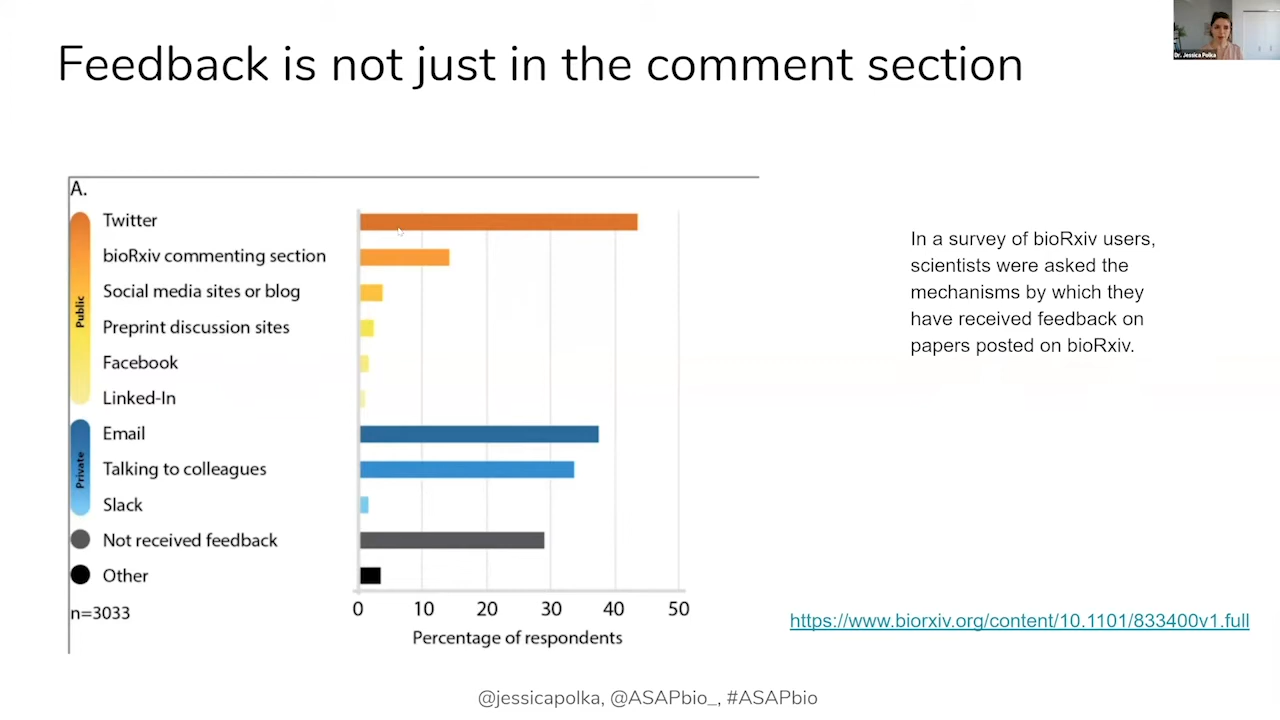 Feedback is not just in the comment section
Dr. Jessica Polka
A.
Public
Twitter
bioRxiv commenting section
Social media sites or blog
Preprint discussion sites
Facebook
Linked-In
Private
Email
Talking to colleagues
Slack
Not received feedback
Other
n=3033
0 10 20 30 40 50
Percentage of respondents
In a survey of bioRxiv users,
scientists were asked the
mechanisms by which they
have received feedback on
papers posted on bioRxiv.
https://www.biorxiv.org/content/10.1101/833400v1.full
@jessicapolka, @ASAPbio_, #ASAPbio